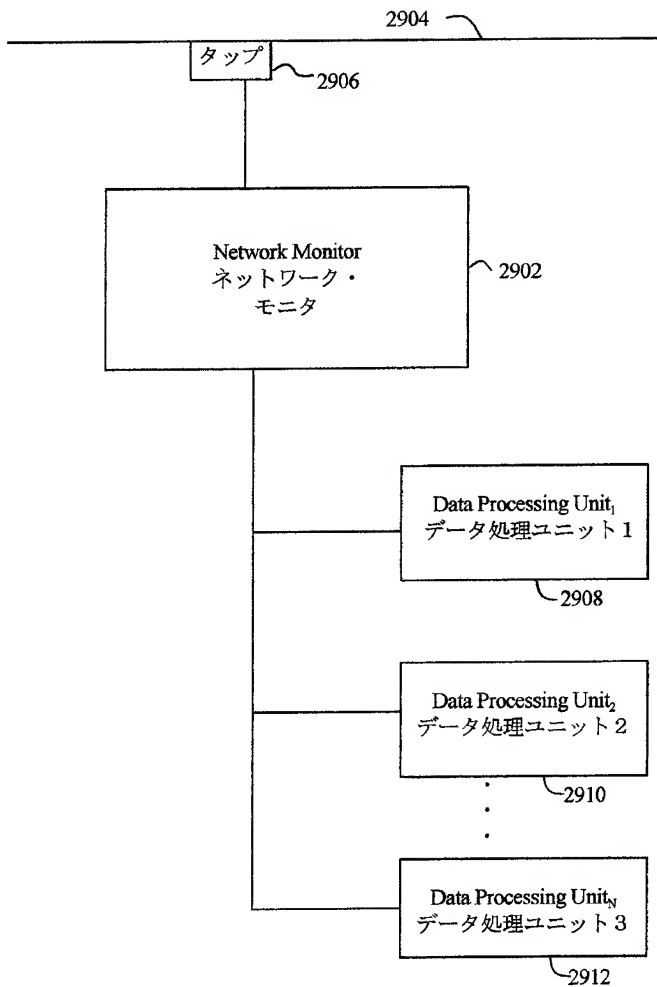 2904
タップ
2906
Network Monitor
ネットワーク・
モニタ
2902
Data Processing Unit₁
データ処理ユニット1
2908
Data Processing Unit₂
データ処理ユニット2
2910
Data Processing Unit_N
データ処理ユニット3
2912